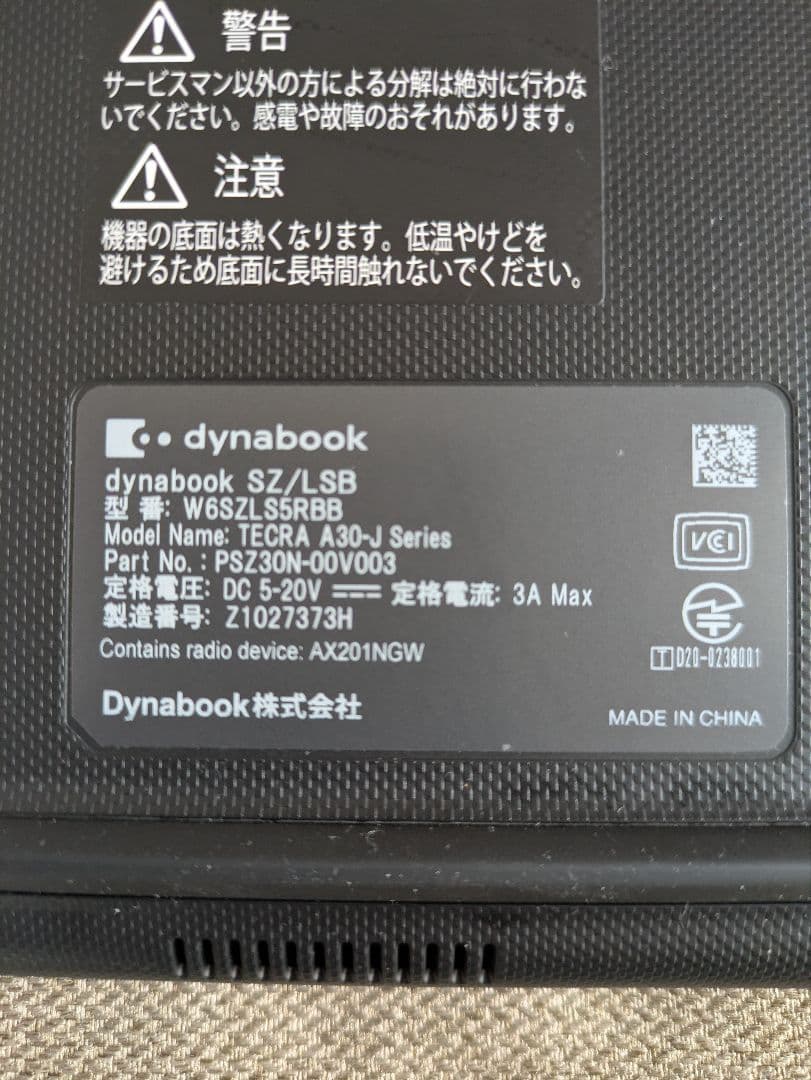 警告
サービスマン以外の方による分解は絶対に行わな
いでください。感電や故障のおそれがあります。
注意
機器の底面は熱くなります。低温やけどを
避けるため底面に長時間触れないでください。
dynabook
dynabook SZ/LSB
型 番: W6SZLS5RBB
Model Name: TECRA A30-J Series
Part No. : PSZ30N-00V003
定格電圧: DC 5-20V ⎓ 定格電流: 3A Max
製造番号: Z1027373H
Contains radio device: AX201NGW
Dynabook株式会社
VCCI
T D20-0238001
MADE IN CHINA